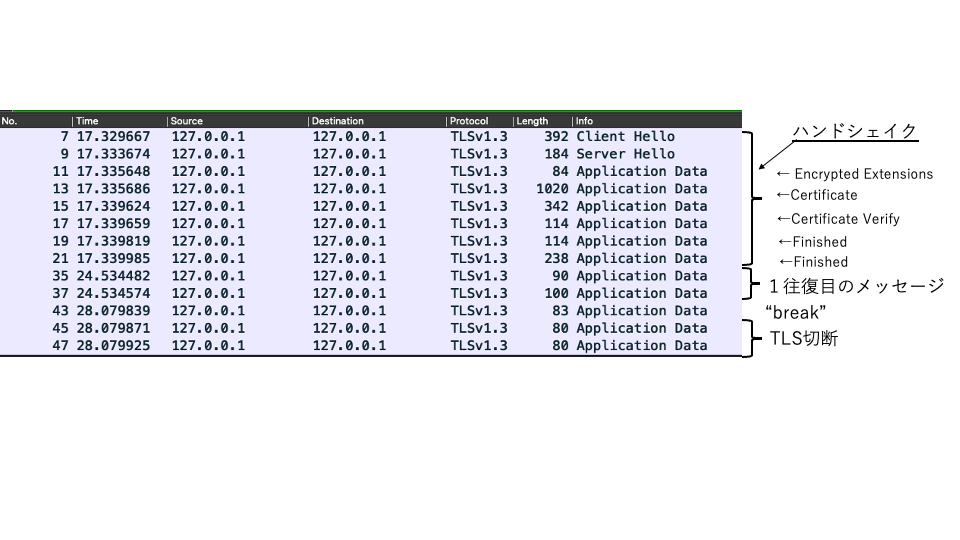 No. Time Source Destination Protocol Length Info
7 17.329667 127.0.0.1 127.0.0.1 TLSv1.3 392 Client Hello
9 17.333674 127.0.0.1 127.0.0.1 TLSv1.3 184 Server Hello
11 17.335648 127.0.0.1 127.0.0.1 TLSv1.3 84 Application Data
13 17.335686 127.0.0.1 127.0.0.1 TLSv1.3 1020 Application Data
15 17.339624 127.0.0.1 127.0.0.1 TLSv1.3 342 Application Data
17 17.339659 127.0.0.1 127.0.0.1 TLSv1.3 114 Application Data
19 17.339819 127.0.0.1 127.0.0.1 TLSv1.3 114 Application Data
21 17.339985 127.0.0.1 127.0.0.1 TLSv1.3 238 Application Data
35 24.534482 127.0.0.1 127.0.0.1 TLSv1.3 90 Application Data
37 24.534574 127.0.0.1 127.0.0.1 TLSv1.3 100 Application Data
43 28.079839 127.0.0.1 127.0.0.1 TLSv1.3 83 Application Data
45 28.079871 127.0.0.1 127.0.0.1 TLSv1.3 80 Application Data
47 28.079925 127.0.0.1 127.0.0.1 TLSv1.3 80 Application Data
ハンドシェイク
← Encrypted Extensions
←Certificate
←Certificate Verify
←Finished
←Finished
１往復目のメッセージ
“break”
TLS切断